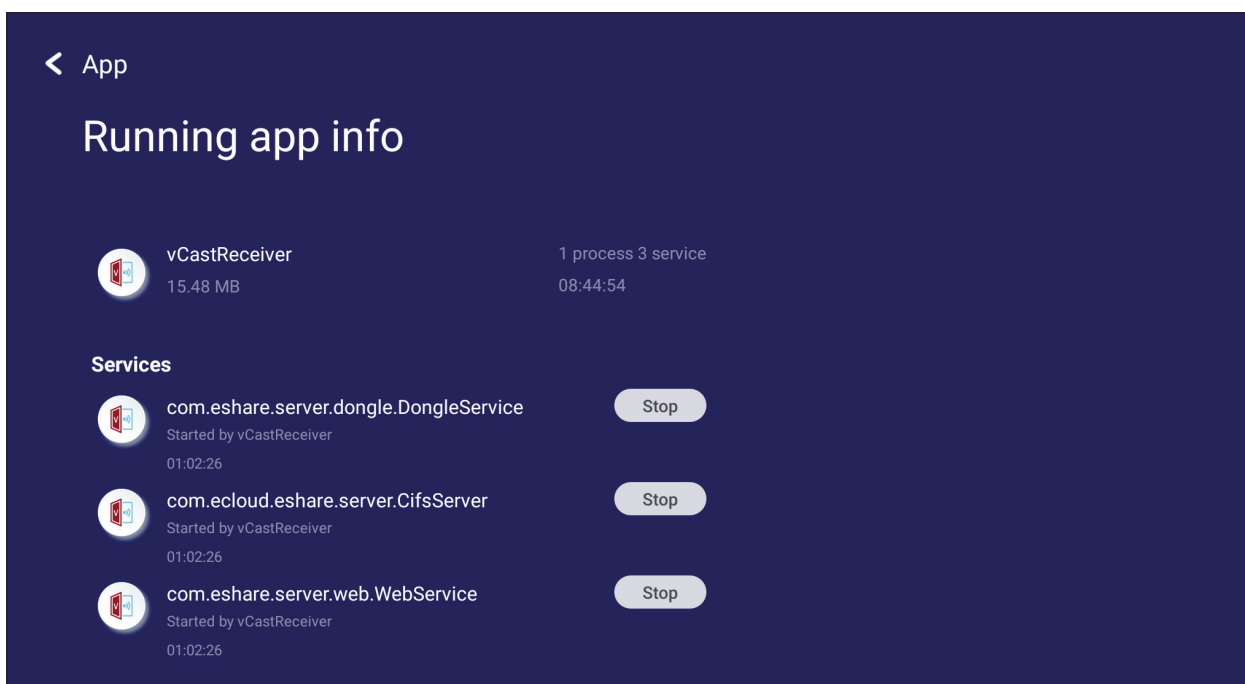 App
Running app info
vCastReceiver
1 process 3 service
15.48 MB
08:44:54
Services
com.eshare.server.dongle.DongleService
Stop
Started by vCastReceiver
01:02:26
com.ecloud.eshare.server.CifsServer
Stop
Started by vCastReceiver
01:02:26
com.eshare.server.web.WebService
Stop
Started by vCastReceiver
01:02:26